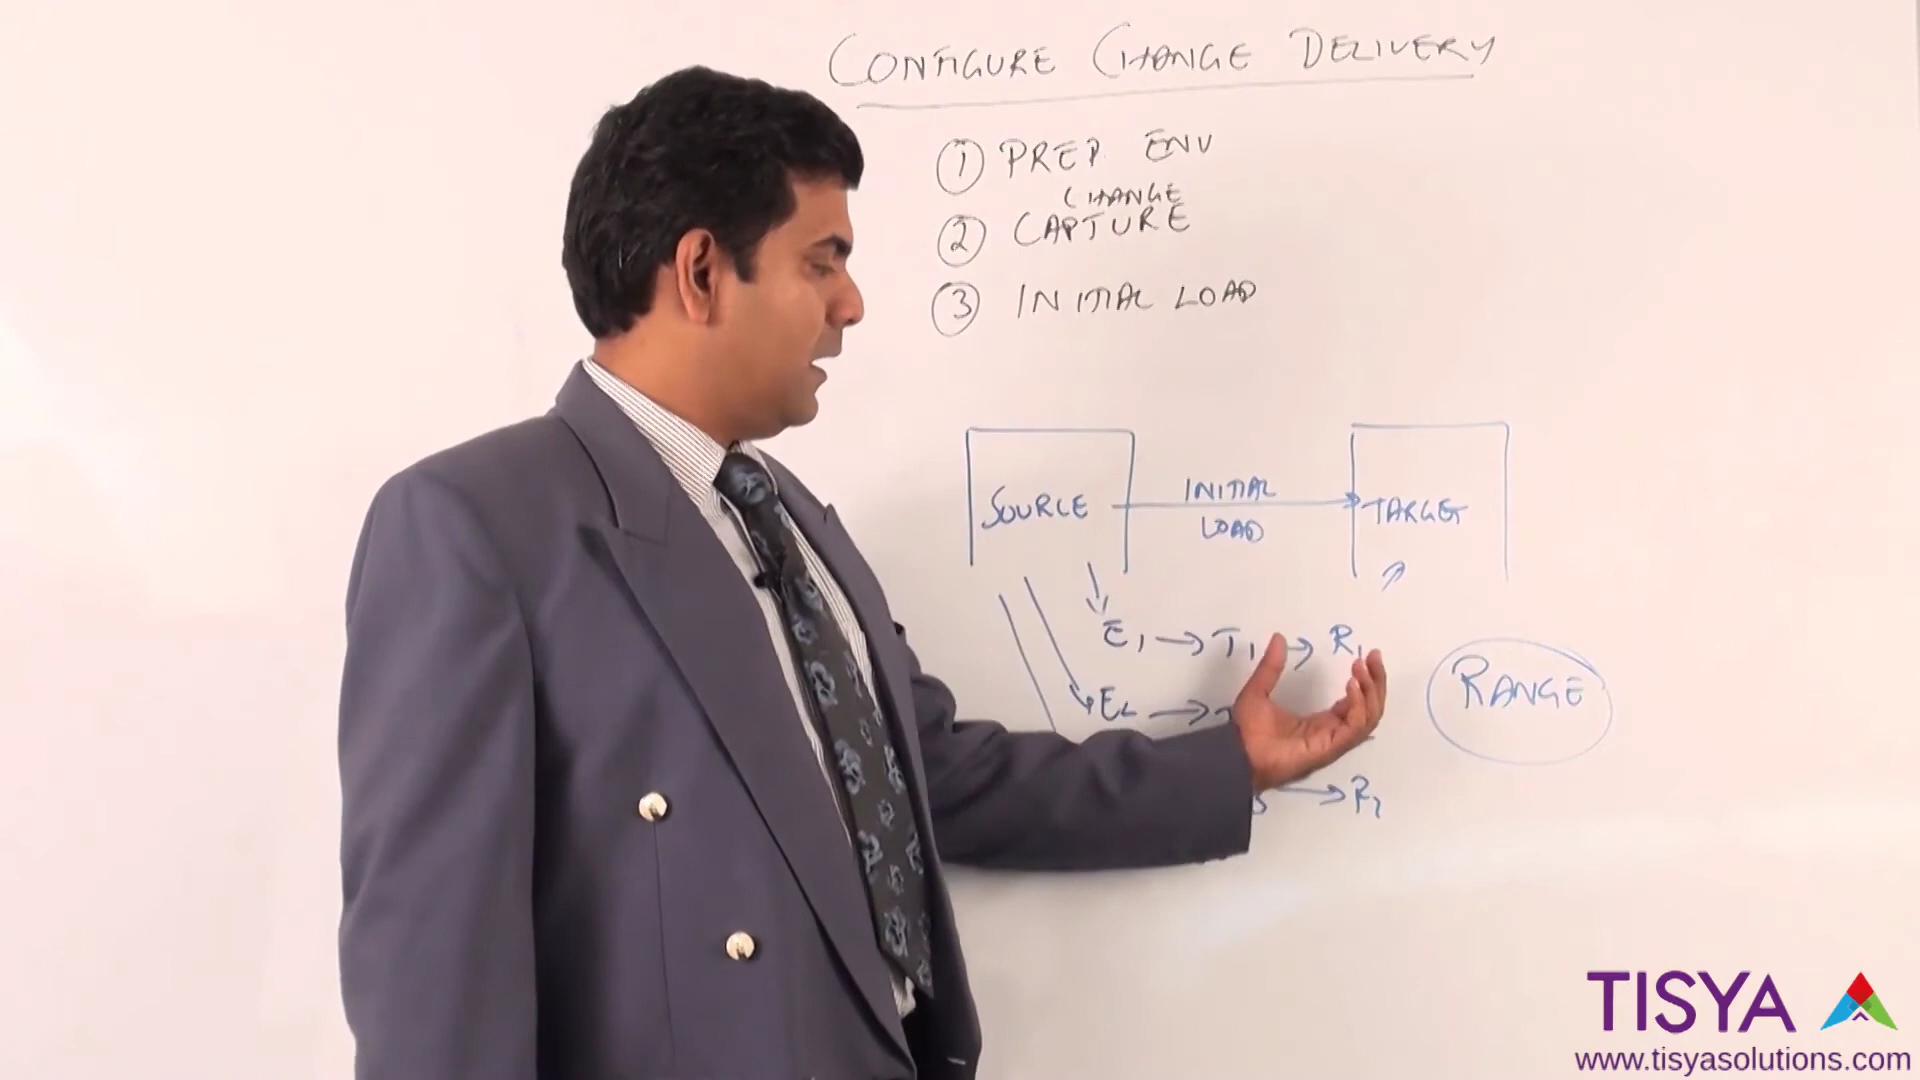 CONFIGURE CHANGE DELIVERY
① PREP ENV
CHANGE
② CAPTURE
③ INITIAL LOAD
SOURCE
INITIAL
LOAD
TARGET
E1 → T1 → R1
E2 →
RANGE
→ R2
TISYA
www.tisyasolutions.com